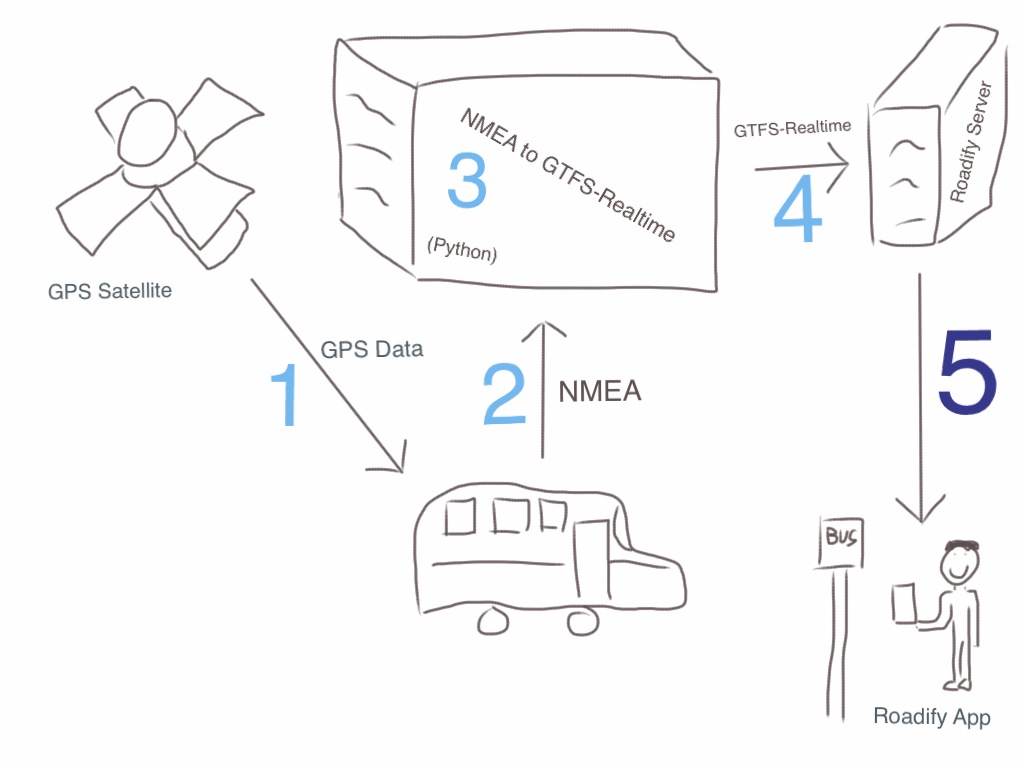 GPS Satellite
1
GPS Data
2
NMEA
NMEA to GTFS-Realtime
3
(Python)
GTFS-Realtime
4
Roadify Server
5
BUS
Roadify App